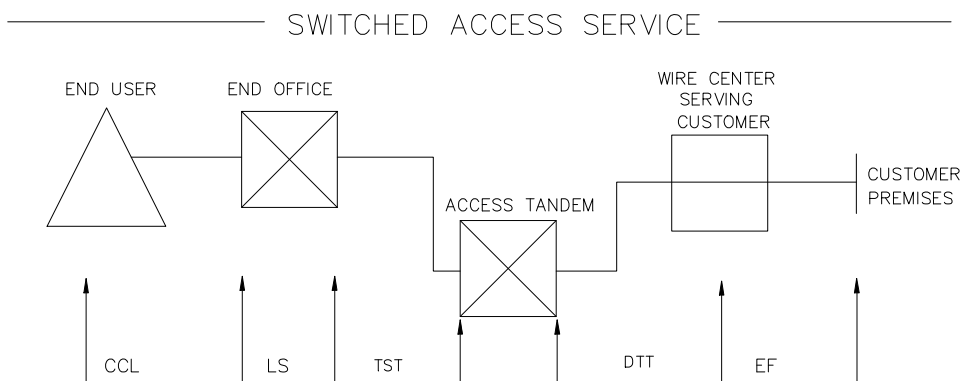 SWITCHED ACCESS SERVICE
END USER
END OFFICE
WIRE CENTER
SERVING
CUSTOMER
CUSTOMER
PREMISES
ACCESS TANDEM
CCL
LS
TST
DTT
EF